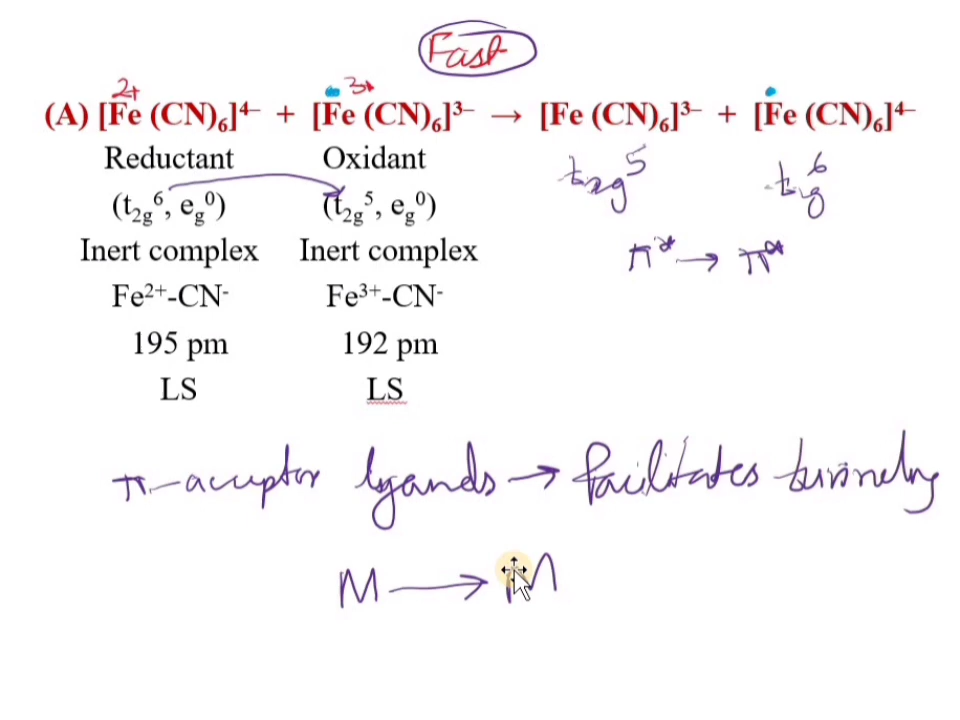 Fast
2+ 3+
(A) [Fe (CN)₆]⁴⁻ + [Fe (CN)₆]³⁻ → [Fe (CN)₆]³⁻ + [Fe (CN)₆]⁴⁻
Reductant Oxidant
t₂g⁵ t₂g⁶
(t₂g⁶, eg⁰) (t₂g⁵, eg⁰)
Inert complex Inert complex π* → π*
Fe²⁺-CN⁻ Fe³⁺-CN⁻
195 pm 192 pm
LS LS
π-acceptor ligands → facilitates tunneling
M → M